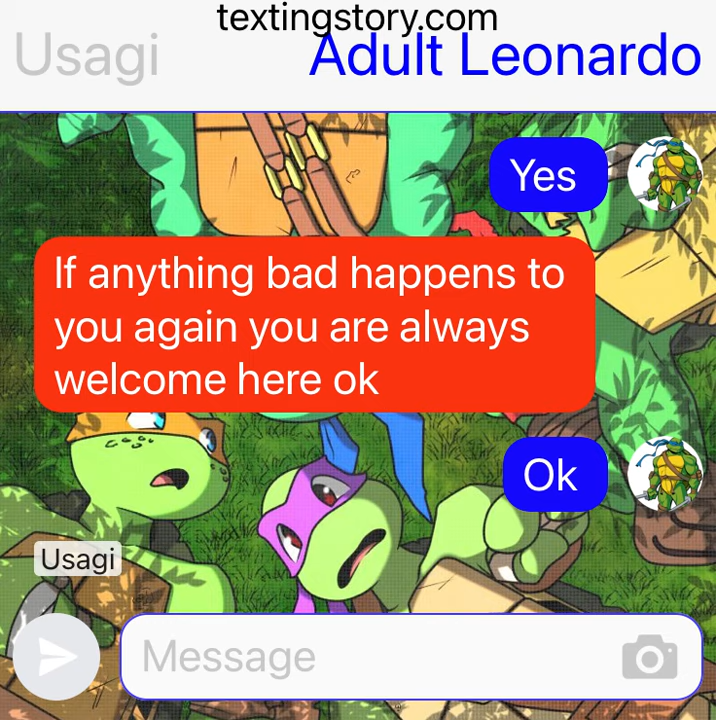 textingstory.com
Usagi Adult Leonardo
Yes
If anything bad happens to
you again you are always
welcome here ok
Ok
Usagi
Message